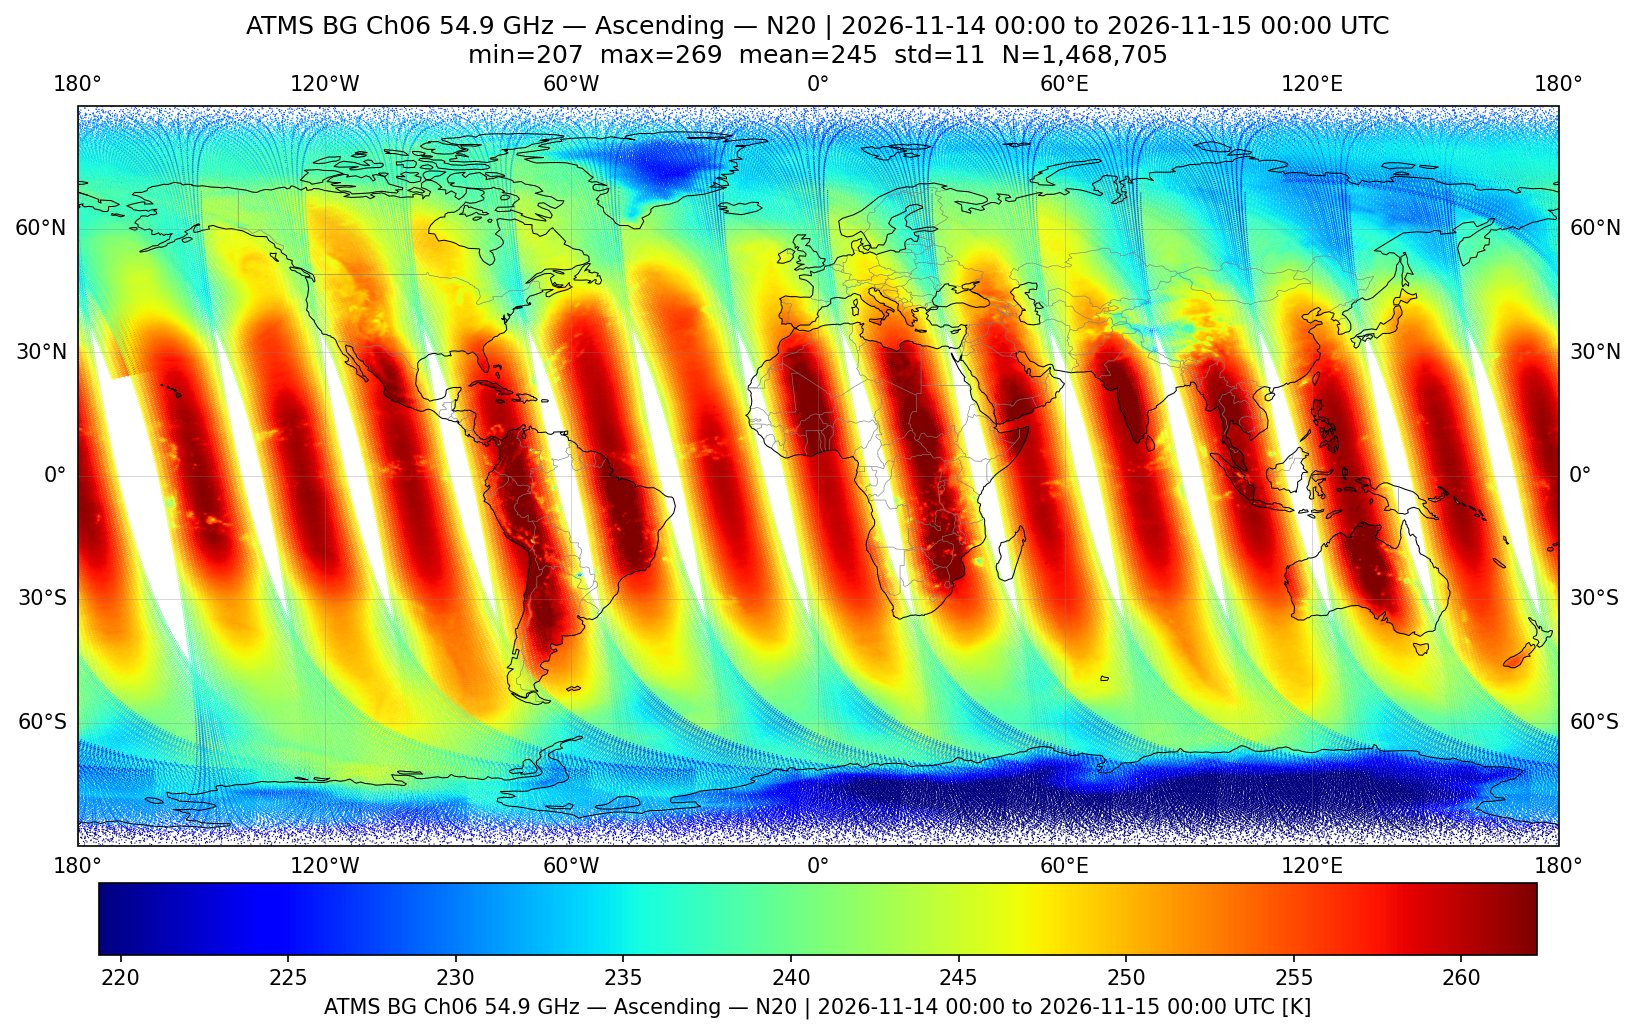 ATMS BG Ch06 54.9 GHz — Ascending — N20 | 2026-11-14 00:00 to 2026-11-15 00:00 UTC
min=207  max=269  mean=245  std=11  N=1,468,705
180° 120°W 60°W 0° 60°E 120°E 180°
60°N 60°N
30°N 30°N
0° 0°
30°S 30°S
60°S 60°S
180° 120°W 60°W 0° 60°E 120°E 180°
220 225 230 235 240 245 250 255 260
ATMS BG Ch06 54.9 GHz — Ascending — N20 | 2026-11-14 00:00 to 2026-11-15 00:00 UTC [K]